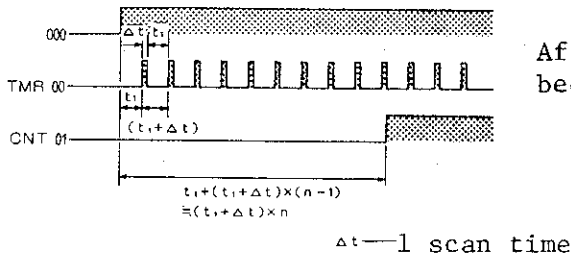 000
Δt t₁
Af
TMR 00
be
t₁
(t₁+Δt)
CNT 01
t₁+(t₁+Δt)×(n-1)
≒(t₁+Δt)×n
Δt—1 scan time